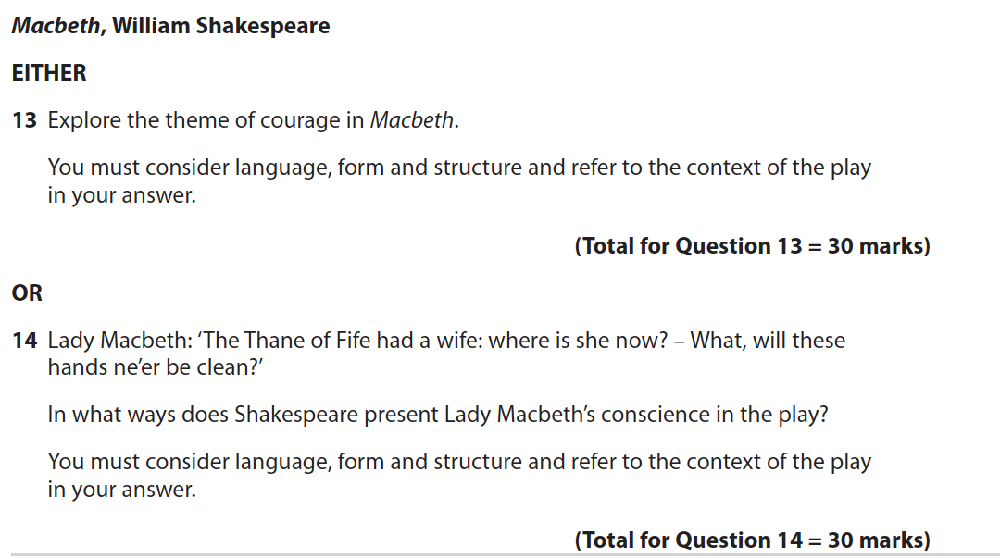 Macbeth, William Shakespeare
EITHER
13 Explore the theme of courage in Macbeth.
You must consider language, form and structure and refer to the context of the play
in your answer.
(Total for Question 13 = 30 marks)
OR
14 Lady Macbeth: ‘The Thane of Fife had a wife: where is she now? – What, will these
hands ne’er be clean?’
In what ways does Shakespeare present Lady Macbeth’s conscience in the play?
You must consider language, form and structure and refer to the context of the play
in your answer.
(Total for Question 14 = 30 marks)